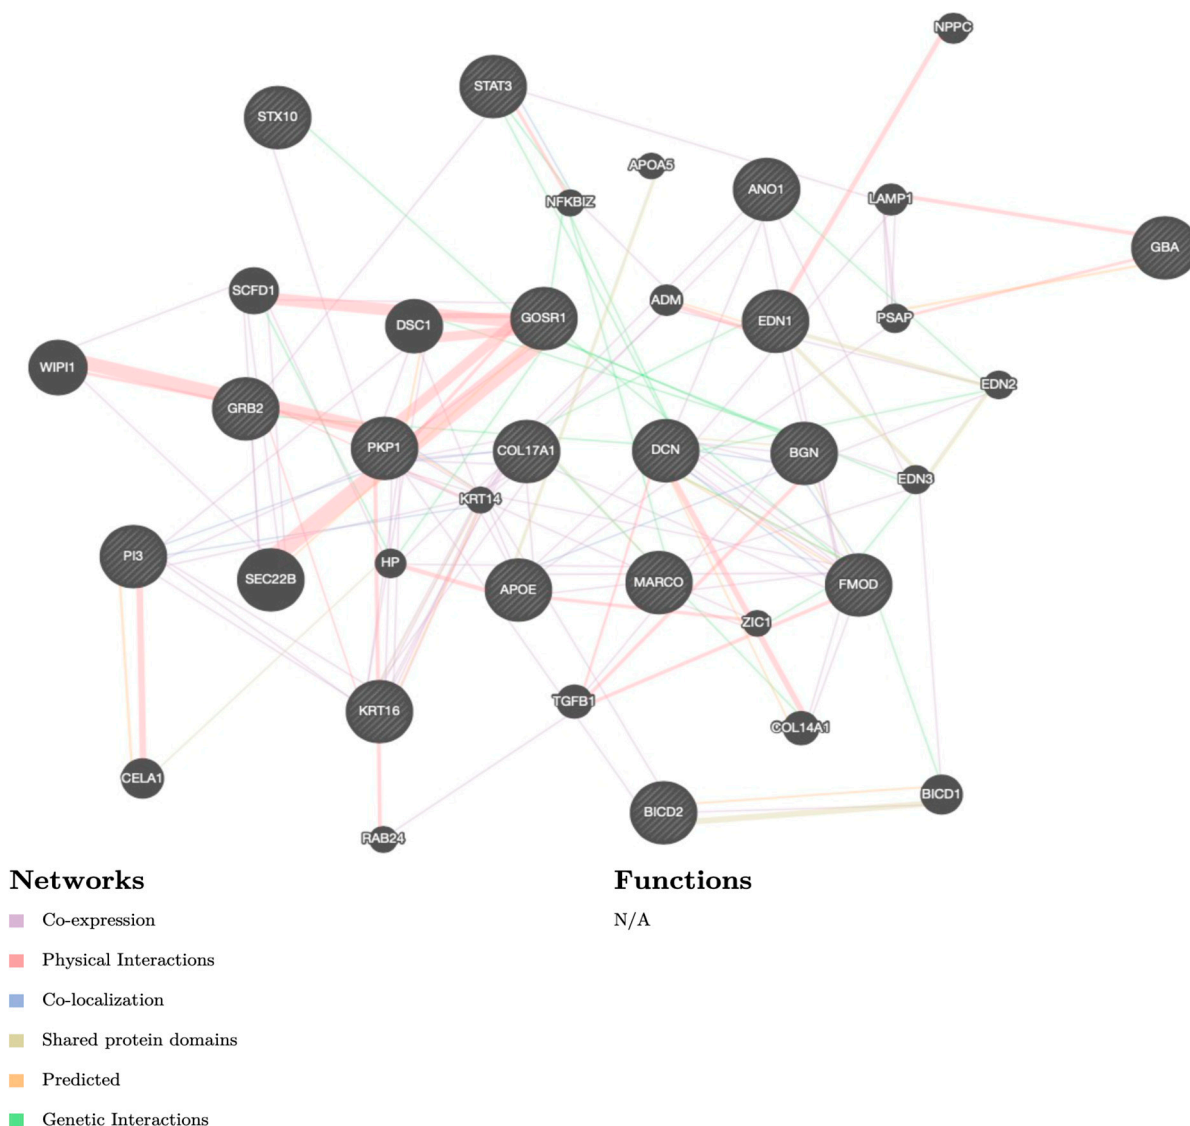 NPPC
STAT3
STX10
APOA5
ANO1
NFKBIZ
LAMP1
GBA
SCFD1
ADM
GOSR1
EDN1
PSAP
DSC1
WIPI1
EDN2
GRB2
PKP1
COL17A1
DCN
BGN
EDN3
KRT14
PI3
HP
SEC22B
APOE
MARCO
FMOD
ZIC1
TGFB1
KRT16
COL14A1
CELA1
BICD1
BICD2
RAB24
Networks
Co-expression
Physical Interactions
Co-localization
Shared protein domains
Predicted
Genetic Interactions
Functions
N/A